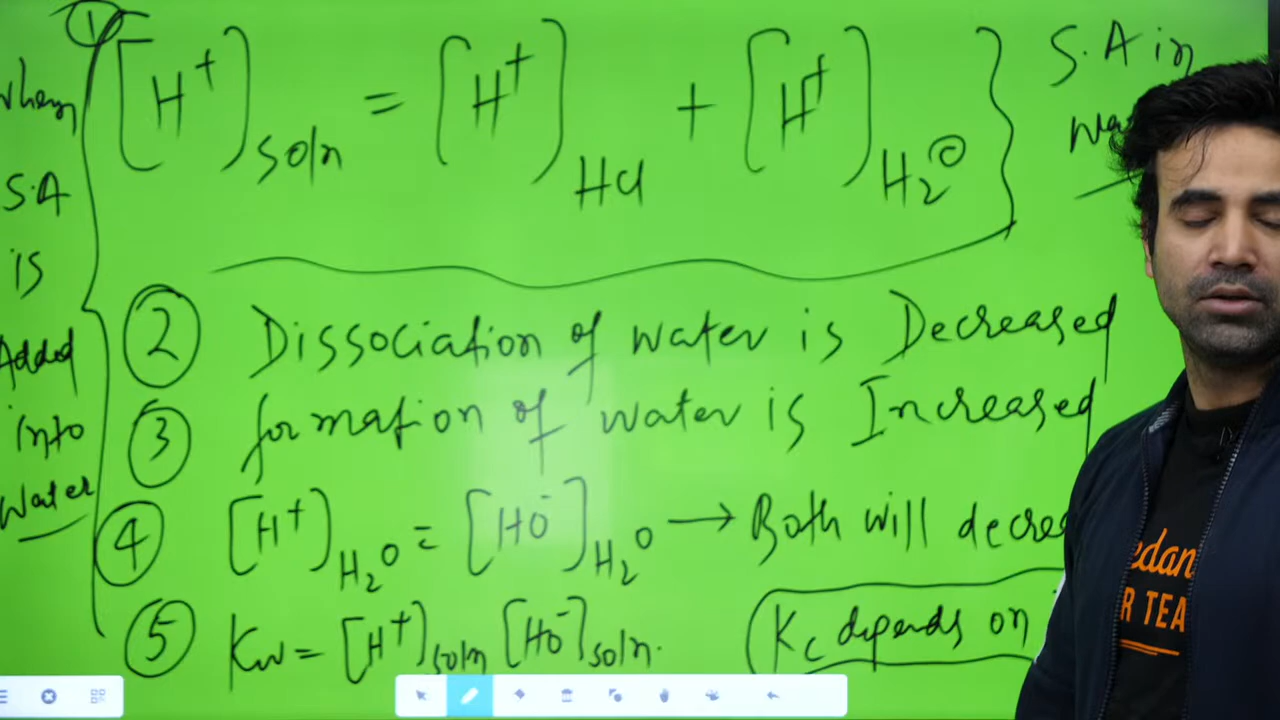 ①
[H⁺]soln = [H⁺]HCl + [H⁺]H₂O
S.A in
when
S.A
is
Added
into
water
② Dissociation of water is Decreased
③ formation of water is Increased
④ [H⁺]H₂O = [HO⁻]H₂O → Both will
⑤ Kw = [H⁺]soln [HO⁻]soln.
Kc depends on
R TEA